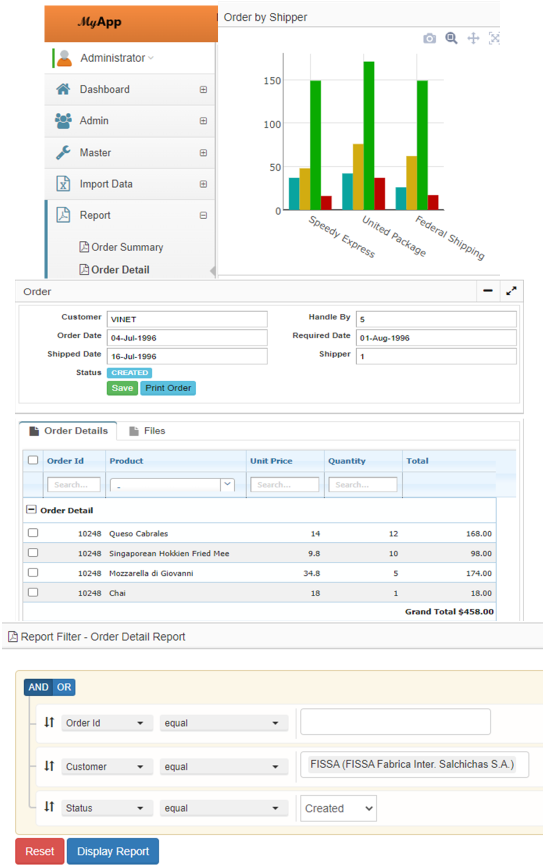 MyApp
Administrator
Dashboard
Admin
Master
Import Data
Report
Order Summary
Order Detail
Order by Shipper
150
100
50
0
Speedy Express
United Package
Federal Shipping
Order
Customer VINET Handle By 5
Order Date 04-Jul-1996 Required Date 01-Aug-1996
Shipped Date 16-Jul-1996 Shipper 1
Status CREATED
Save Print Order
Order Details Files
Order Id Product Unit Price Quantity Total
Search... - Search... Search...
Order Detail
10248 Queso Cabrales 14 12 168.00
10248 Singaporean Hokkien Fried Mee 9.8 10 98.00
10248 Mozzarella di Giovanni 34.8 5 174.00
10248 Chai 18 1 18.00
Grand Total $458.00
Report Filter - Order Detail Report
AND OR
Order Id equal
Customer equal FISSA (FISSA Fabrica Inter. Salchichas S.A.)
Status equal Created
Reset Display Report